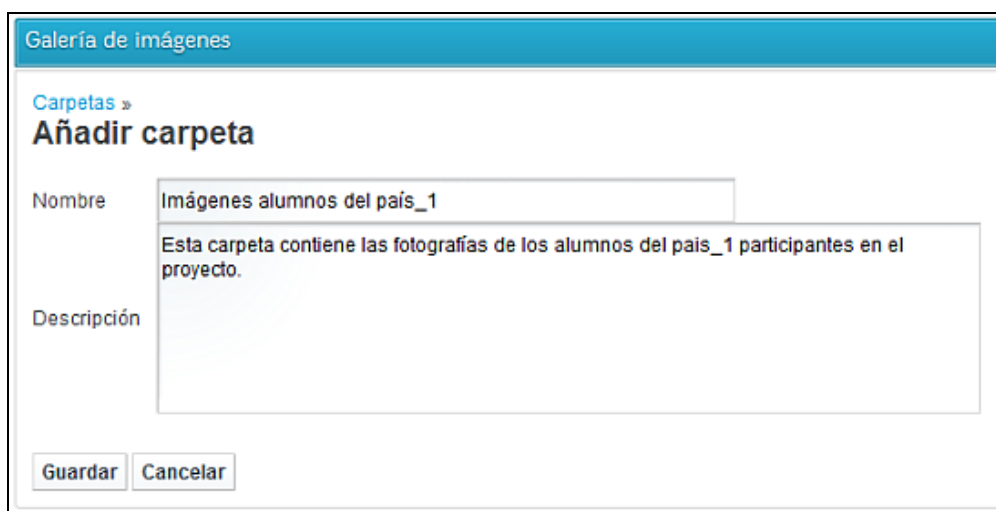 Galería de imágenes
Carpetas »
Añadir carpeta
Nombre
Imágenes alumnos del país_1
Esta carpeta contiene las fotografías de los alumnos del pais_1 participantes en el
proyecto.
Descripción
Guardar Cancelar